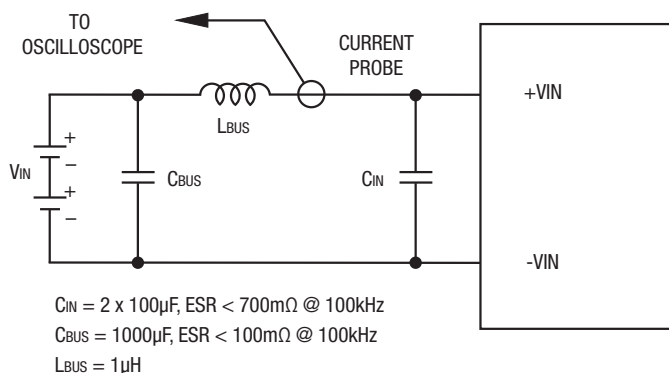 TO
OSCILLOSCOPE
CURRENT
PROBE
+VIN
LBUS
VIN
+
−
+
−
CBUS
CIN
-VIN
CIN = 2 x 100µF, ESR < 700mΩ @ 100kHz
CBUS = 1000µF, ESR < 100mΩ @ 100kHz
LBUS = 1µH